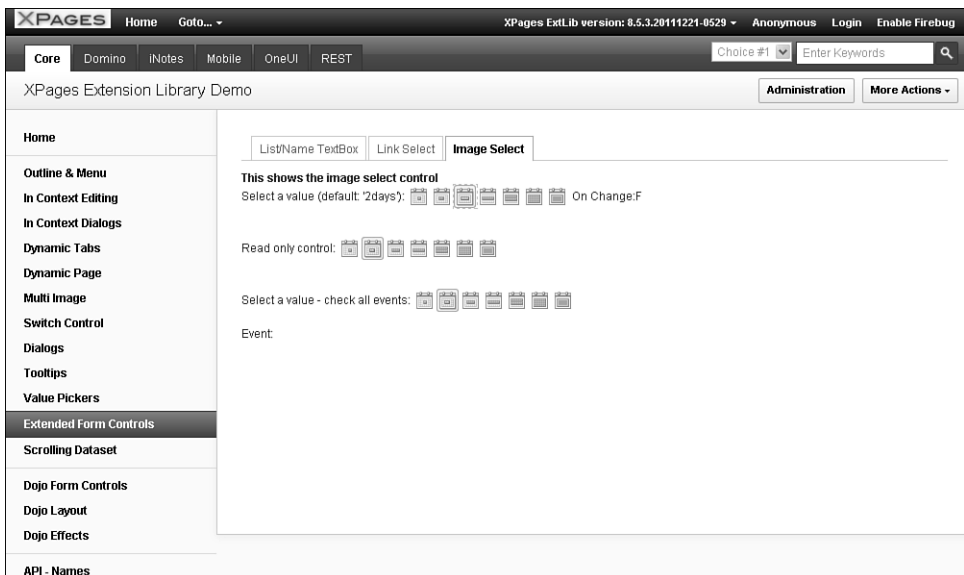 XPAGES Home Goto... XPages ExtLib version: 8.5.3.20111221-0529 Anonymous Login Enable Firebug
Core Domino iNotes Mobile OneUI REST Choice #1 Enter Keywords
XPages Extension Library Demo Administration More Actions
Home
Outline & Menu
In Context Editing
In Context Dialogs
Dynamic Tabs
Dynamic Page
Multi Image
Switch Control
Dialogs
Tooltips
Value Pickers
Extended Form Controls
Scrolling Dataset
Dojo Form Controls
Dojo Layout
Dojo Effects
API - Names
List/Name TextBox Link Select Image Select
This shows the image select control
Select a value (default: '2days'): On Change:F
Read only control:
Select a value - check all events:
Event: